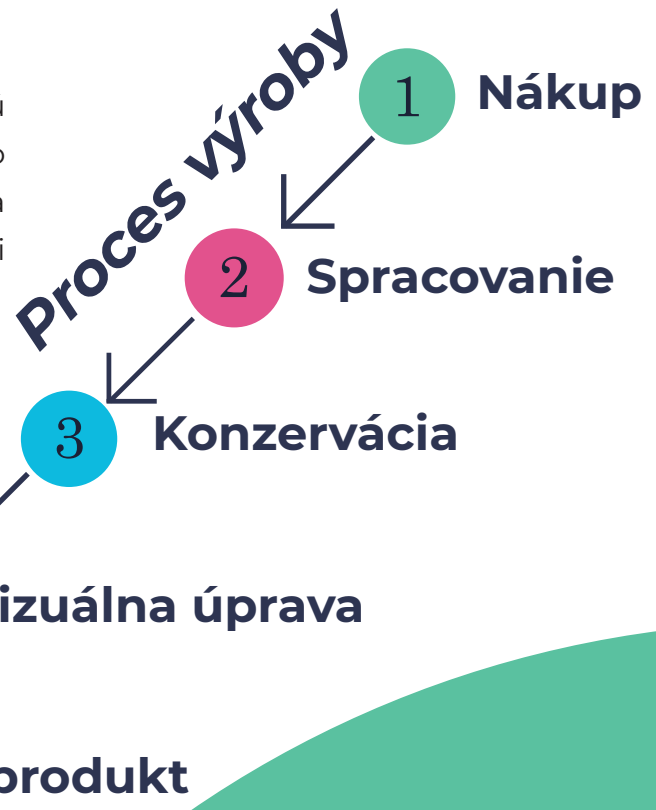 Proces výroby
1 Nákup
2 Spracovanie
3 Konzervácia
izuálna úprava
produkt